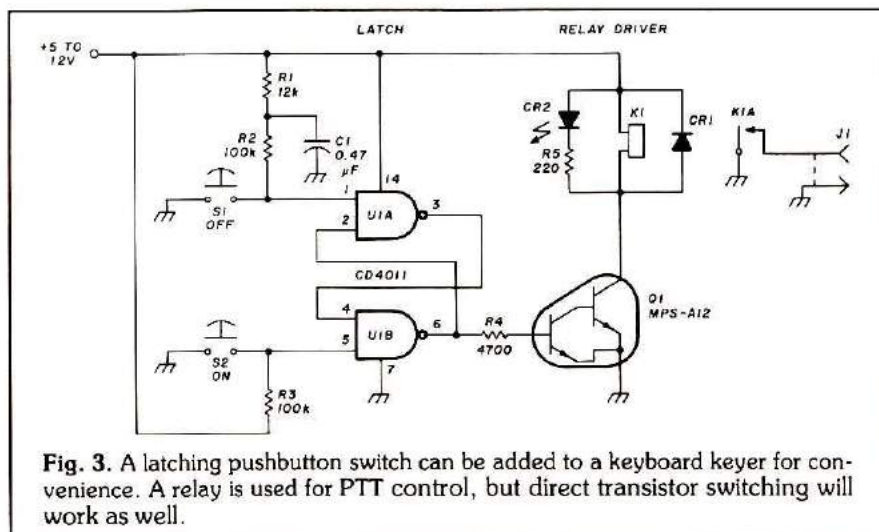 LATCH
RELAY DRIVER
+5 TO
12V
R1
12k
R2
100k
C1
0.47
µF
CR2
R5
220
K1
CR1
K1A
J1
14
1
2
3
U1A
S1
OFF
CD4011
4
5
6
7
U1B
S2
ON
R3
100k
R4
4700
Q1
MPS-A12
Fig. 3. A latching pushbutton switch can be added to a keyboard keyer for con-
venience. A relay is used for PTT control, but direct transistor switching will
work as well.